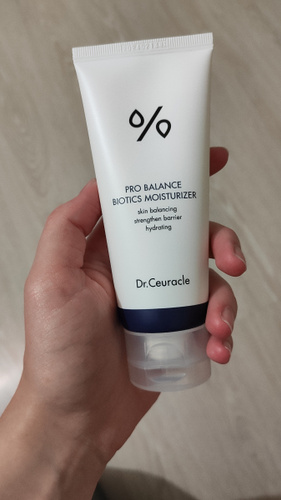 %
PRO BALANCE
BIOTICS MOISTURIZER
skin balancing
strengthen barrier
hydrating
Dr.Ceuracle